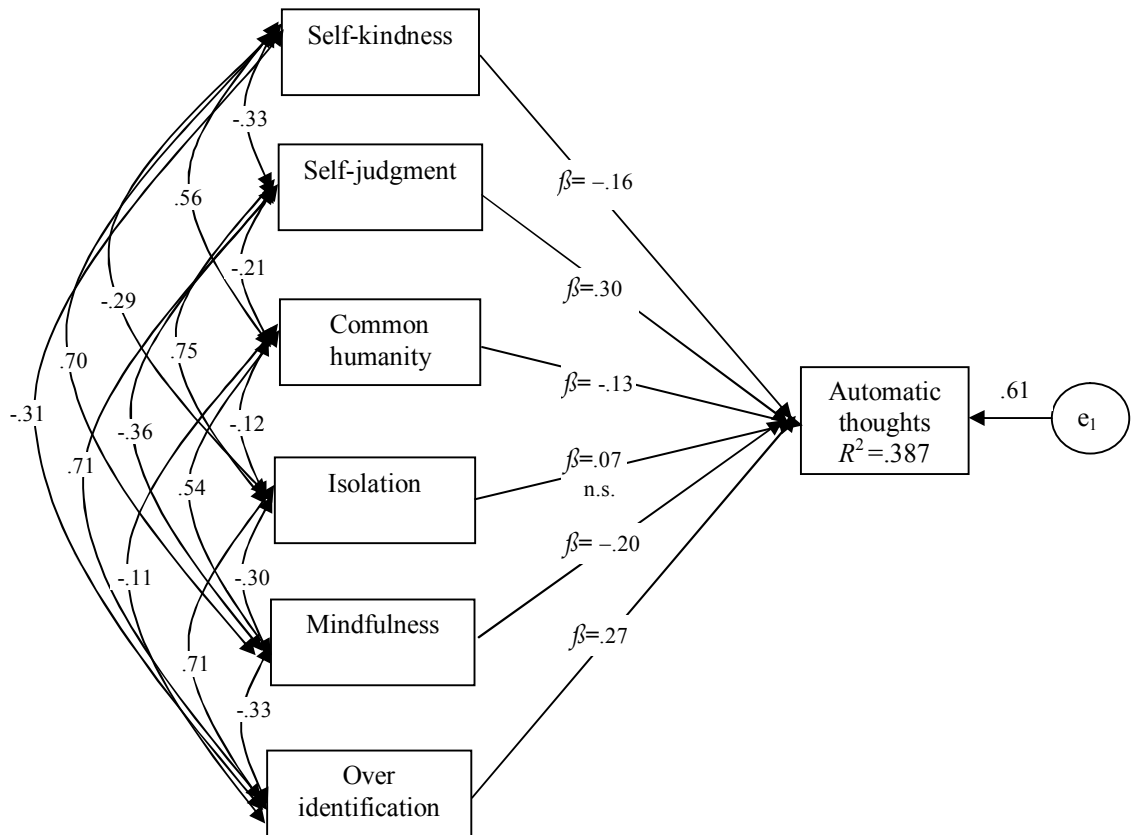 Self-kindness
-.33
Self-judgment
ß= –.16
.56
-.21
-.29
ß=.30
Common
humanity
.75
.70
ß= -.13
Automatic
thoughts
R² =.387
.61
e₁
-.31
-.36
-.12
.71
ß=.07
n.s.
.54
Isolation
ß= –.20
-.11
-.30
Mindfulness
ß=.27
.71
-.33
Over
identification